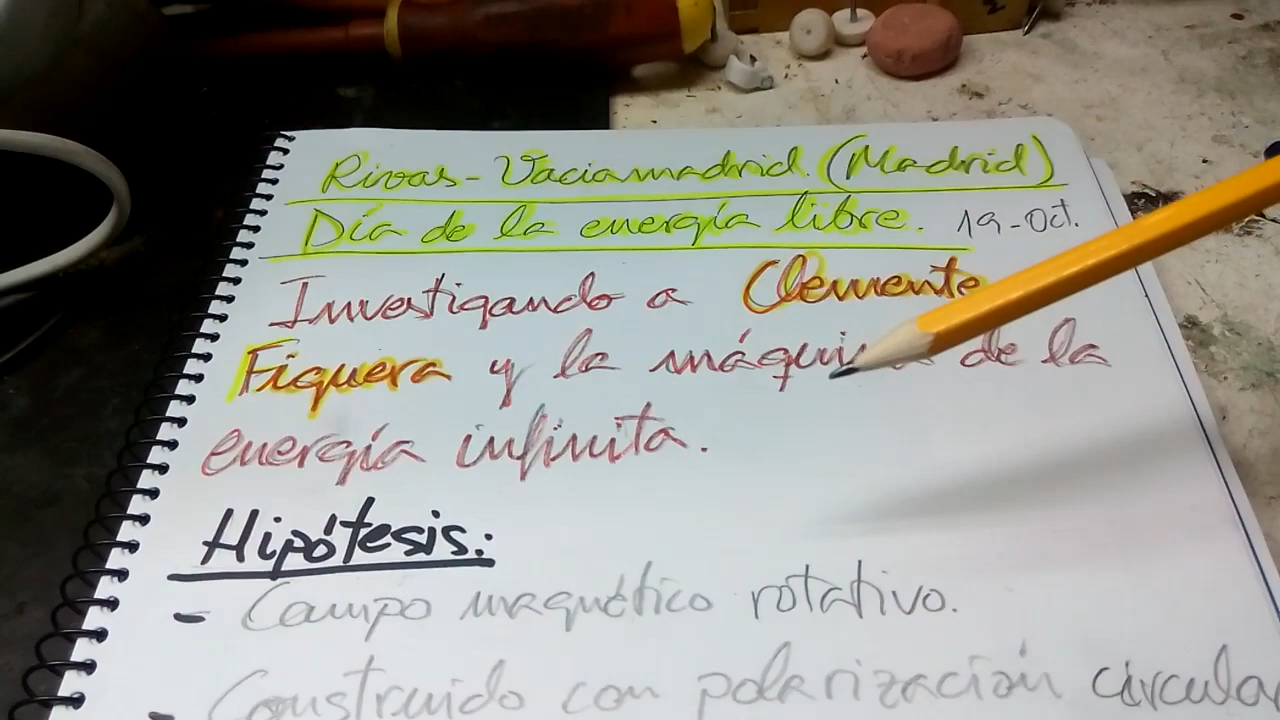 Rivas-Vaciamadrid. (Madrid)
Día de la energía libre. 19-Oct.
Investigando a Clemente
Figuera y la máquina de la
energía infinita.
Hipótesis:
- Campo magnético rotativo.
- Construido con polarización circular